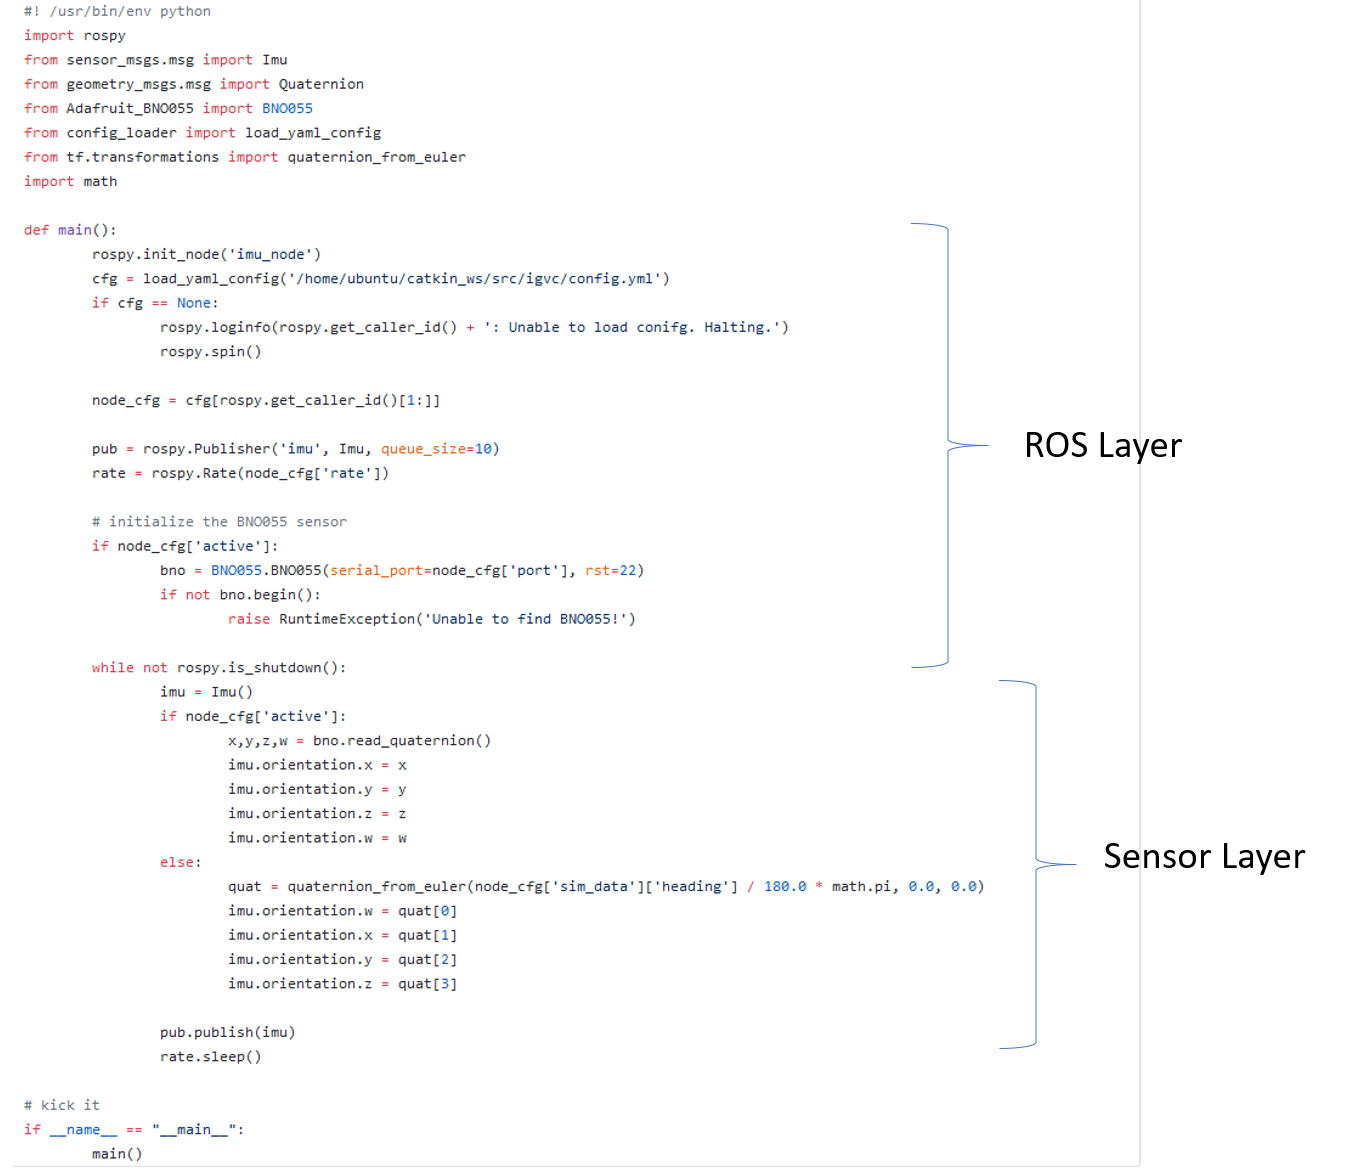 #! /usr/bin/env python
import rospy
from sensor_msgs.msg import Imu
from geometry_msgs.msg import Quaternion
from Adafruit_BNO055 import BNO055
from config_loader import load_yaml_config
from tf.transformations import quaternion_from_euler
import math
def main():
rospy.init_node('imu_node')
cfg = load_yaml_config('/home/ubuntu/catkin_ws/src/igvc/config.yml')
if cfg == None:
rospy.loginfo(rospy.get_caller_id() + ': Unable to load conifg. Halting.')
rospy.spin()
node_cfg = cfg[rospy.get_caller_id()[1:]]
pub = rospy.Publisher('imu', Imu, queue_size=10)
rate = rospy.Rate(node_cfg['rate'])
# initialize the BNO055 sensor
if node_cfg['active']:
bno = BNO055.BNO055(serial_port=node_cfg['port'], rst=22)
if not bno.begin():
raise RuntimeException('Unable to find BNO055!')
ROS Layer
while not rospy.is_shutdown():
imu = Imu()
if node_cfg['active']:
x,y,z,w = bno.read_quaternion()
imu.orientation.x = x
imu.orientation.y = y
imu.orientation.z = z
imu.orientation.w = w
else:
quat = quaternion_from_euler(node_cfg['sim_data']['heading'] / 180.0 * math.pi, 0.0, 0.0)
imu.orientation.w = quat[0]
imu.orientation.x = quat[1]
imu.orientation.y = quat[2]
imu.orientation.z = quat[3]
pub.publish(imu)
rate.sleep()
Sensor Layer
# kick it
if __name__ == "__main__":
main()